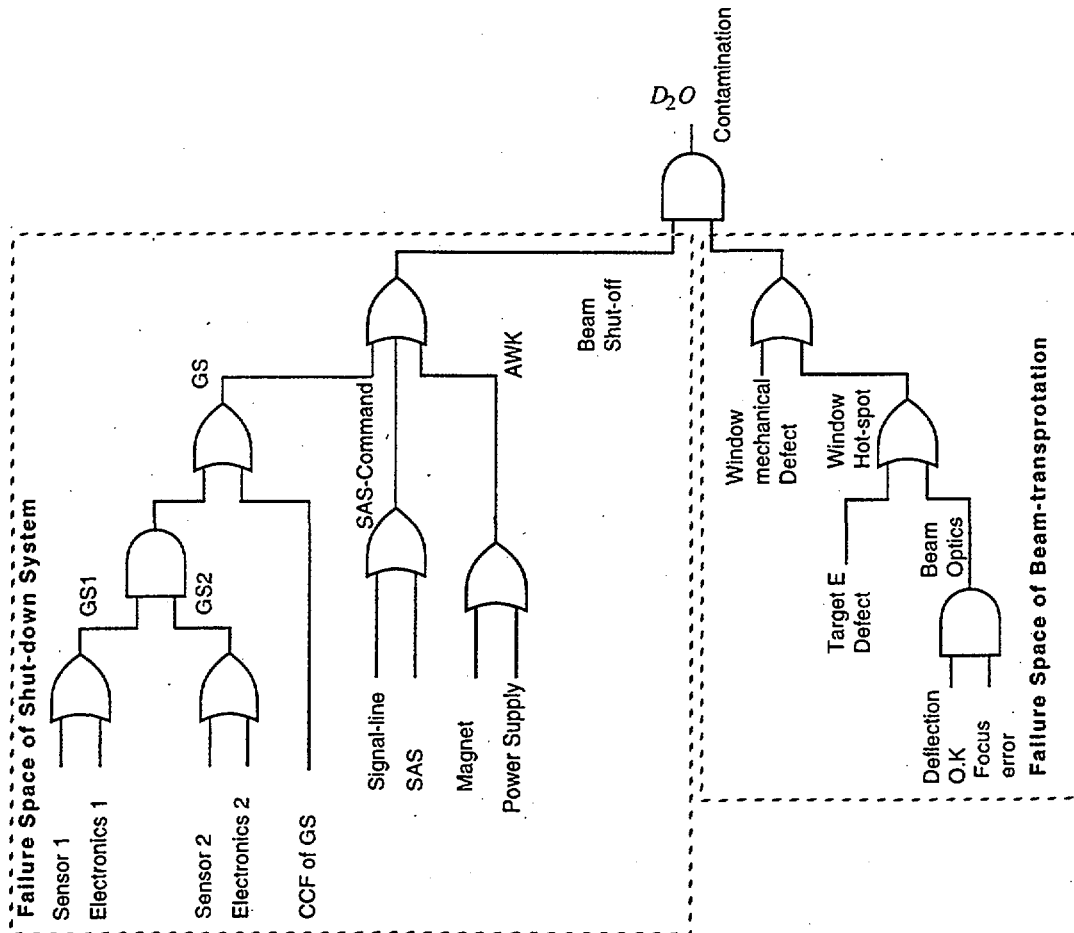 Failure Space of Shut-down System
Sensor 1
Electronics 1
GS1
Sensor 2
Electronics 2
GS2
CCF of GS
GS
Signal-line
SAS
SAS-Command
Magnet
Power Supply
AWK
Beam
Shut-off
D₂O
Contamination
Window
mechanical
Defect
Window
Hot-spot
Target E
Defect
Beam
Optics
Deflection
O.K
Focus
error
Failure Space of Beam-transprotation